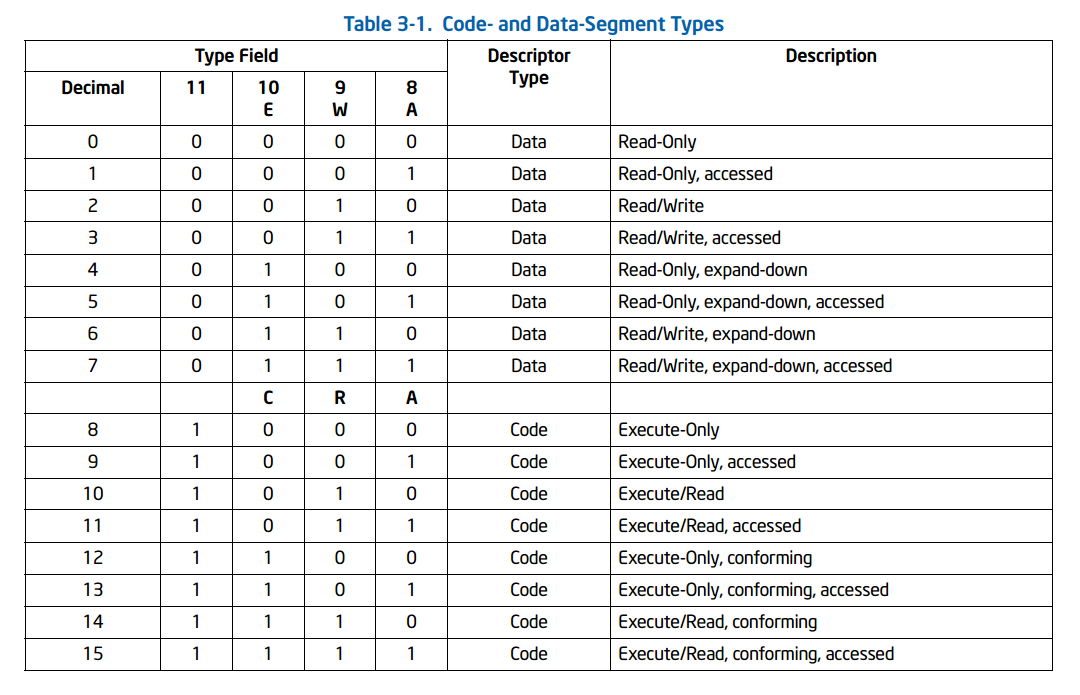 Table 3-1. Code- and Data-Segment Types
Type Field Descriptor Type Description
Decimal 11 10 E 9 W 8 A
0 0 0 0 0 Data Read-Only
1 0 0 0 1 Data Read-Only, accessed
2 0 0 1 0 Data Read/Write
3 0 0 1 1 Data Read/Write, accessed
4 0 1 0 0 Data Read-Only, expand-down
5 0 1 0 1 Data Read-Only, expand-down, accessed
6 0 1 1 0 Data Read/Write, expand-down
7 0 1 1 1 Data Read/Write, expand-down, accessed
C R A
8 1 0 0 0 Code Execute-Only
9 1 0 0 1 Code Execute-Only, accessed
10 1 0 1 0 Code Execute/Read
11 1 0 1 1 Code Execute/Read, accessed
12 1 1 0 0 Code Execute-Only, conforming
13 1 1 0 1 Code Execute-Only, conforming, accessed
14 1 1 1 0 Code Execute/Read, conforming
15 1 1 1 1 Code Execute/Read, conforming, accessed